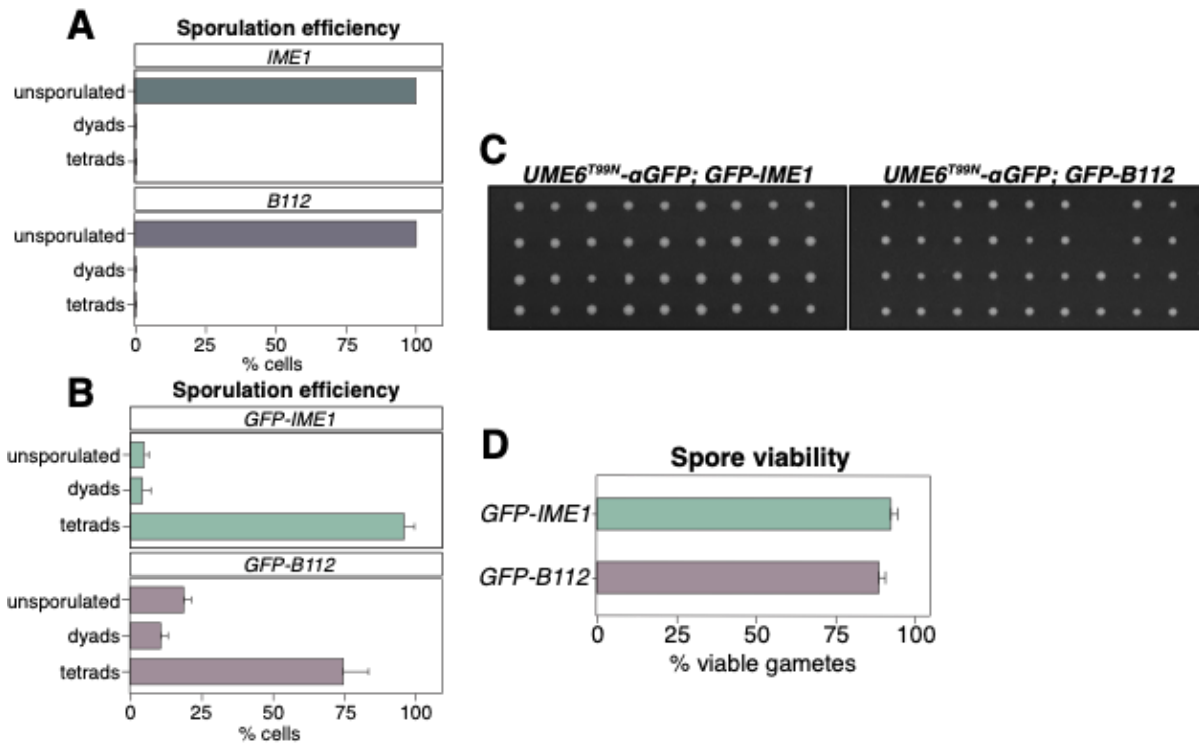 A
Sporulation efficiency
IME1
unsporulated
dyads
tetrads
B112
unsporulated
dyads
tetrads
0 25 50 75 100
% cells
B
Sporulation efficiency
GFP-IME1
unsporulated
dyads
tetrads
GFP-B112
unsporulated
dyads
tetrads
0 25 50 75 100
% cells
C
UME6T99N-αGFP; GFP-IME1
UME6T99N-αGFP; GFP-B112
D
Spore viability
GFP-IME1
GFP-B112
0 25 50 75 100
% viable gametes